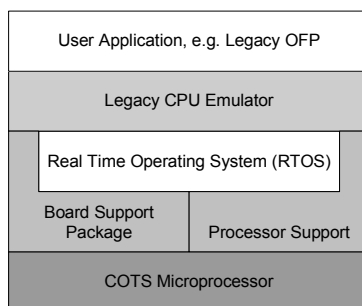 User Application, e.g. Legacy OFP
Legacy CPU Emulator
Real Time Operating System (RTOS)
Board Support
Package
Processor Support
COTS Microprocessor